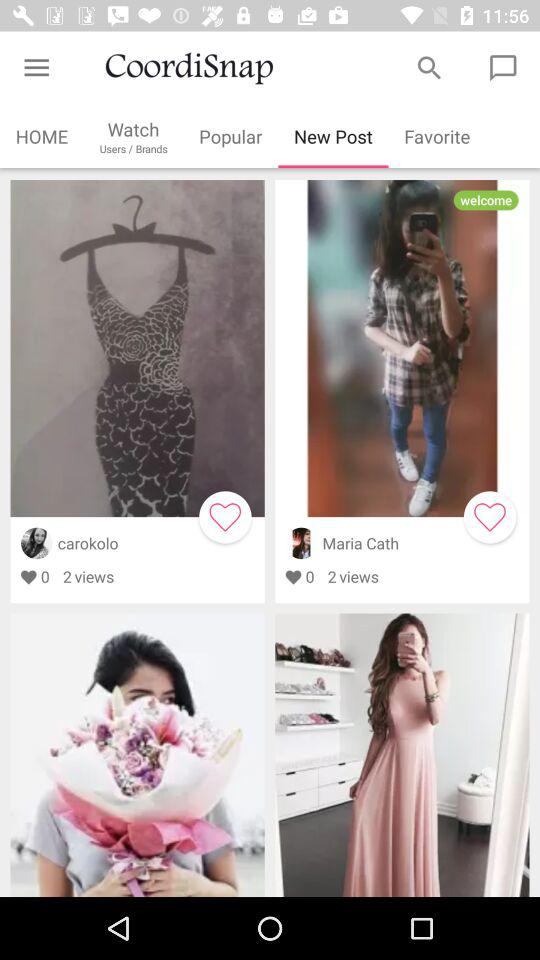 11:56
CoordiSnap
HOME
Watch
Users / Brands
Popular
New Post
Favorite
welcome
carokolo
0 2 views
Maria Cath
0 2 views